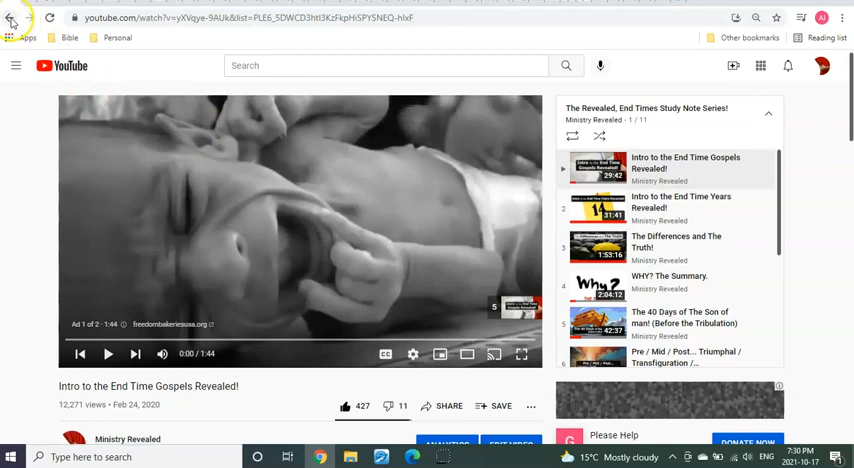 youtube.com/watch?v=yXVqye-9AUk&list=PLE6_5DWCD3htI3KzFkpHiSPYSNEQ-hIxF
AI
Apps
Bible
Personal
Other bookmarks
Reading list
YouTube
Search
The Revealed, End Times Study Note Series!
Ministry Revealed - 1 / 11
Intro to the End Time Gospels
Revealed!
Ministry Revealed
29:42
2
Intro to the End Time Years
Revealed!
Ministry Revealed
14
31:41
3
The Differences and The
Truth!
Ministry Revealed
1:53:16
4
WHY? The Summary.
Ministry Revealed
Why?
2:04:12
5
The 40 Days of The Son of
man! (Before the Tribulation)
Ministry Revealed
42:37
6
Pre / Mid / Post... Triumphal /
Transfiguration /...
5
Ad 1 of 2 · 1:44
freedombakeriesusa.org
0:00 / 1:44
CC
Intro to the End Time Gospels Revealed!
12,271 views • Feb 24, 2020
427
11
SHARE
SAVE
Ministry Revealed
ANALYTICS
EDIT VIDEO
G
Please Help
DONATE NOW
Type here to search
15°C Mostly cloudy
ENG
7:30 PM
2021-10-17